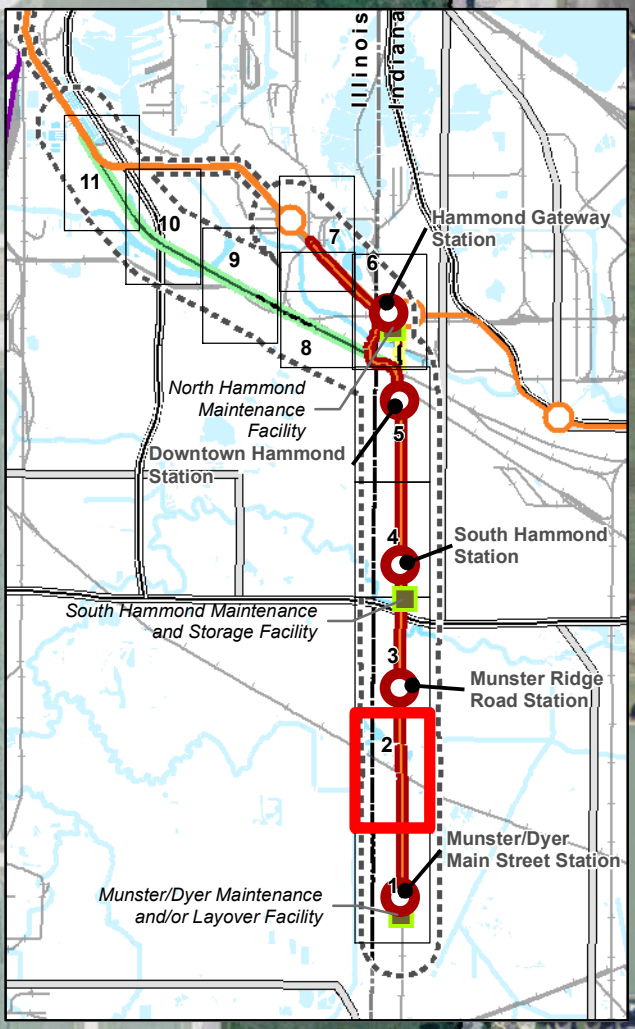 Illinois
Indiana
11
10
9
8
7
6
Hammond Gateway
Station
North Hammond
Maintenance
Facility
5
Downtown Hammond
Station
4
South Hammond
Station
South Hammond Maintenance
and Storage Facility
3
Munster Ridge
Road Station
2
Munster/Dyer
Main Street Station
1
Munster/Dyer Maintenance
and/or Layover Facility